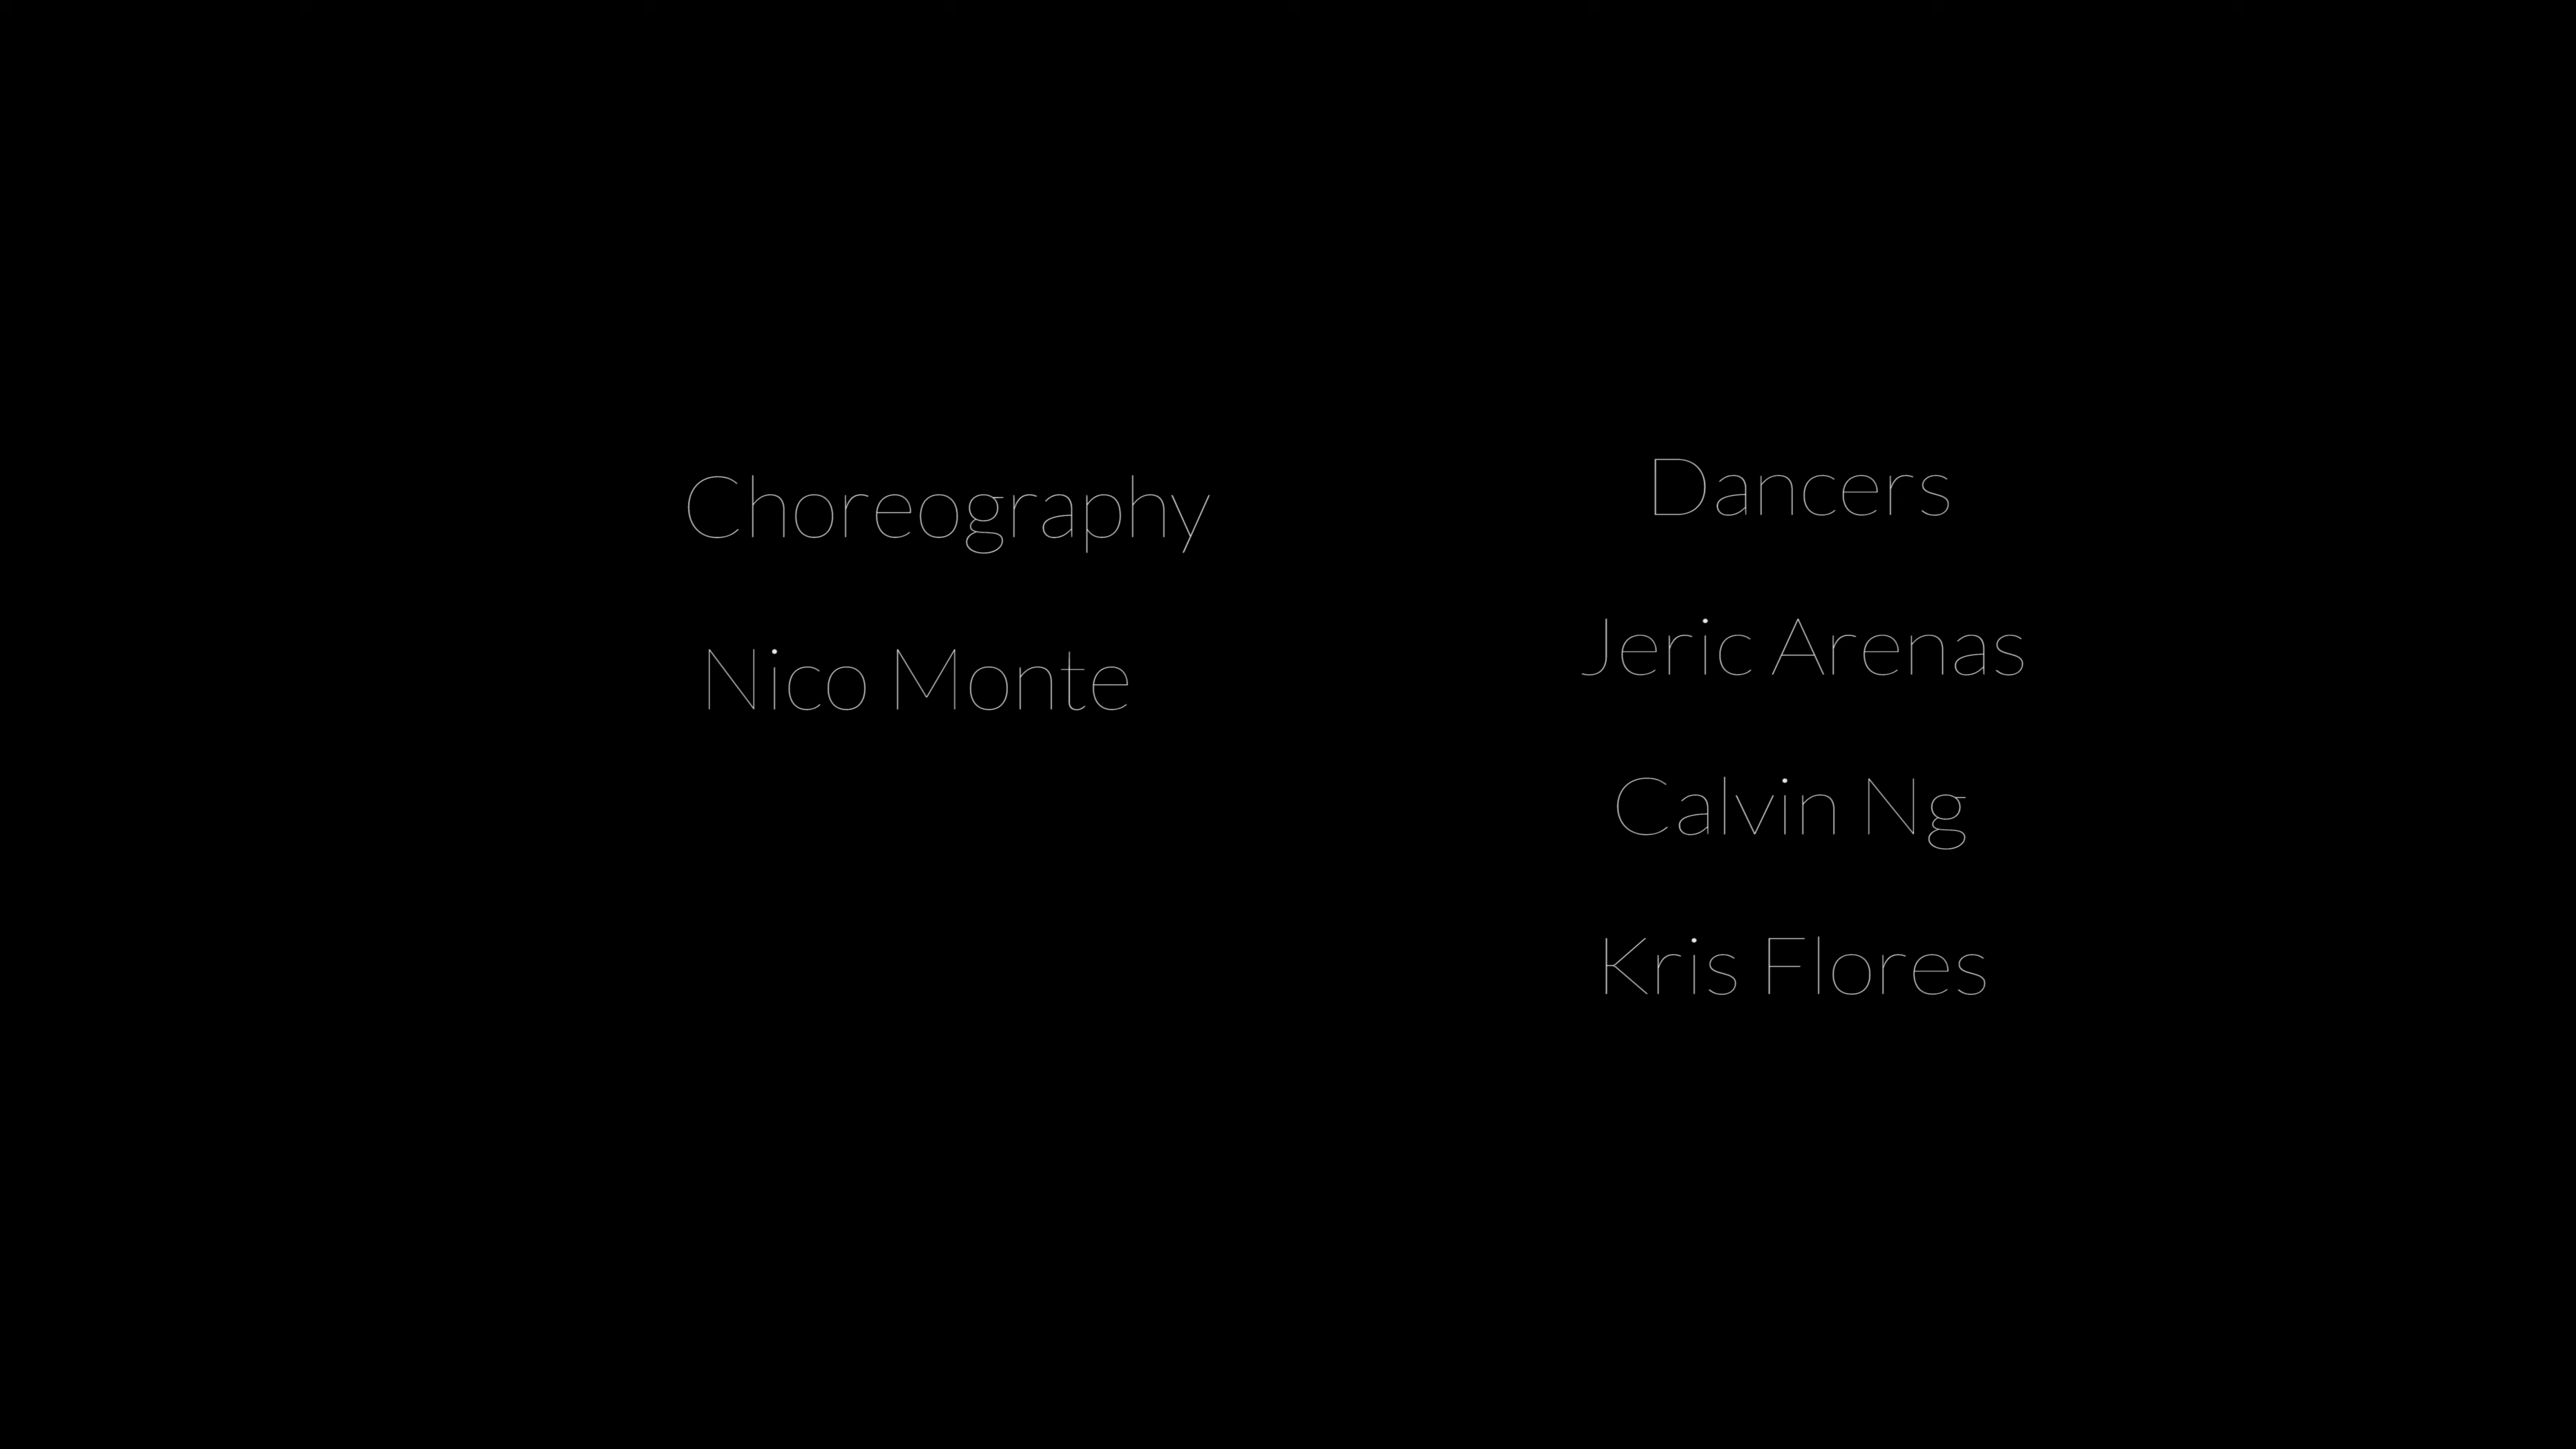 Choreography
Nico Monte
Dancers
Jeric Arenas
Calvin Ng
Kris Flores